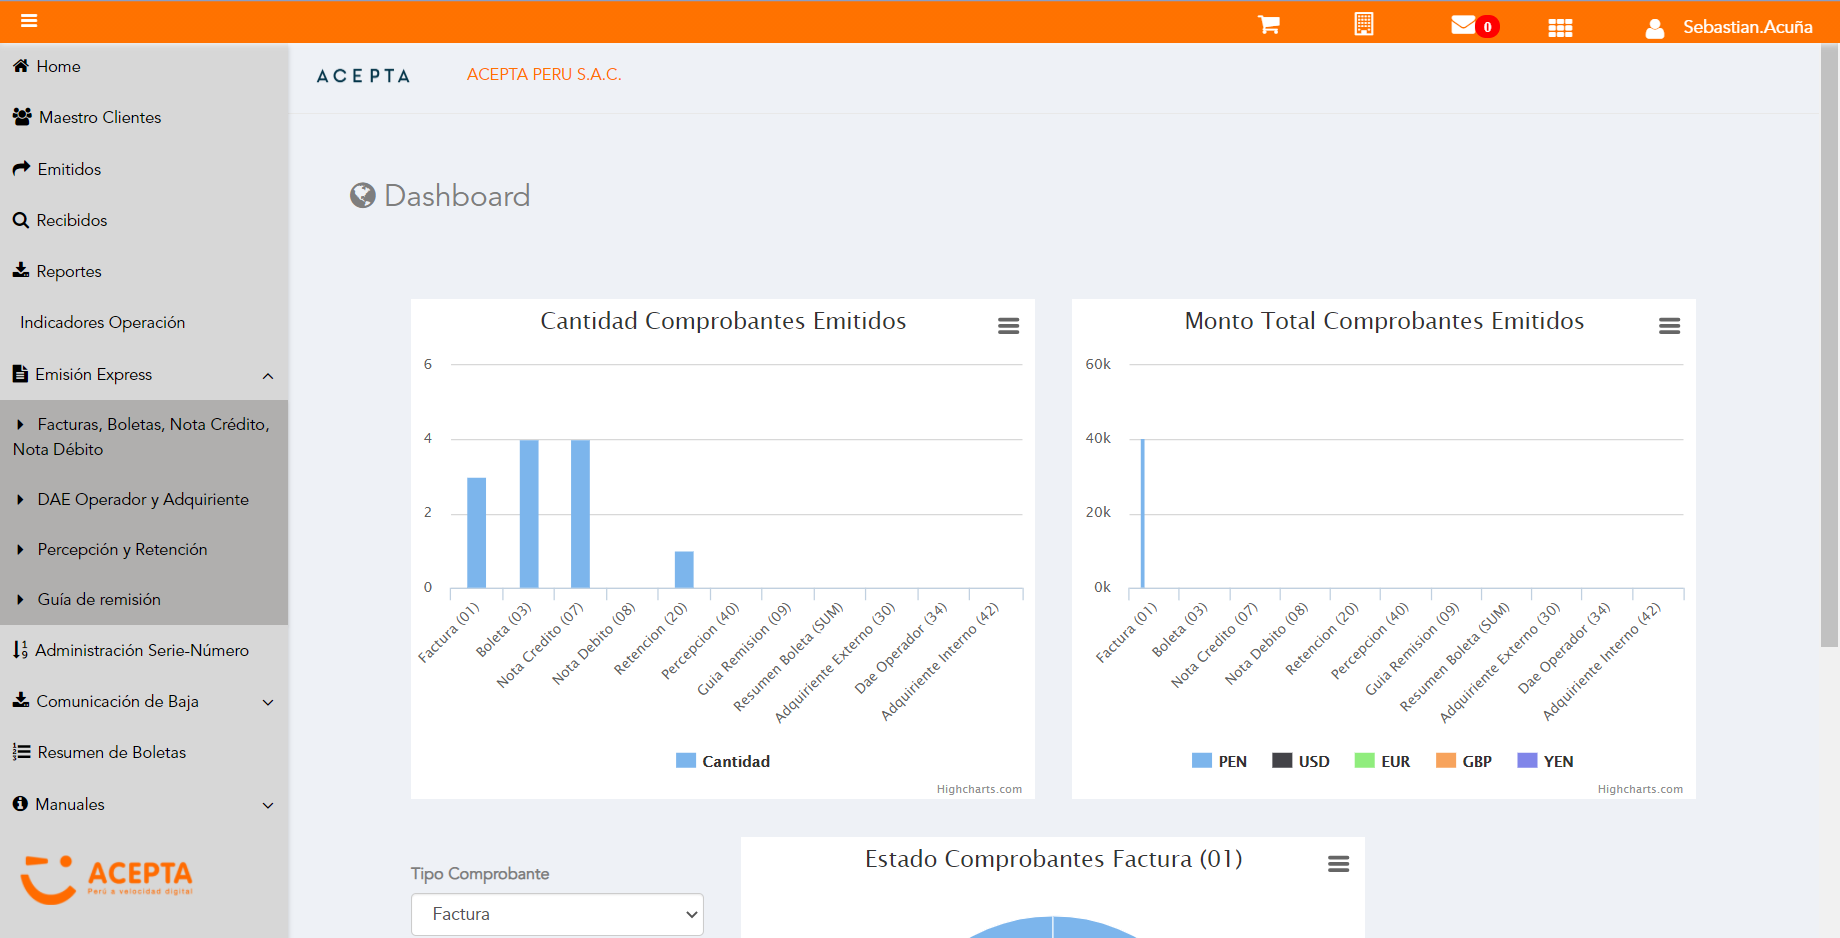 0
Sebastian.Acuña
Home
Maestro Clientes
Emitidos
Recibidos
Reportes
Indicadores Operación
Emisión Express
Facturas, Boletas, Nota Crédito,
Nota Débito
DAE Operador y Adquiriente
Percepción y Retención
Guía de remisión
Administración Serie-Número
Comunicación de Baja
Resumen de Boletas
Manuales
ACEPTA
Perú a velocidad digital
ACEPTA
ACEPTA PERU S.A.C.
Dashboard
Cantidad Comprobantes Emitidos
6
4
2
0
Factura (01)
Boleta (03)
Nota Credito (07)
Nota Debito (08)
Retencion (20)
Percepcion (40)
Guia Remision (09)
Resumen Boleta (SUM)
Adquiriente Externo (30)
Dae Operador (34)
Adquiriente Interno (42)
Cantidad
Highcharts.com
Monto Total Comprobantes Emitidos
60k
40k
20k
0k
Factura (01)
Boleta (03)
Nota Credito (07)
Nota Debito (08)
Retencion (20)
Percepcion (40)
Guia Remision (09)
Resumen Boleta (SUM)
Adquiriente Externo (30)
Dae Operador (34)
Adquiriente Interno (42)
PEN USD EUR GBP YEN
Highcharts.com
Tipo Comprobante
Factura
Estado Comprobantes Factura (01)